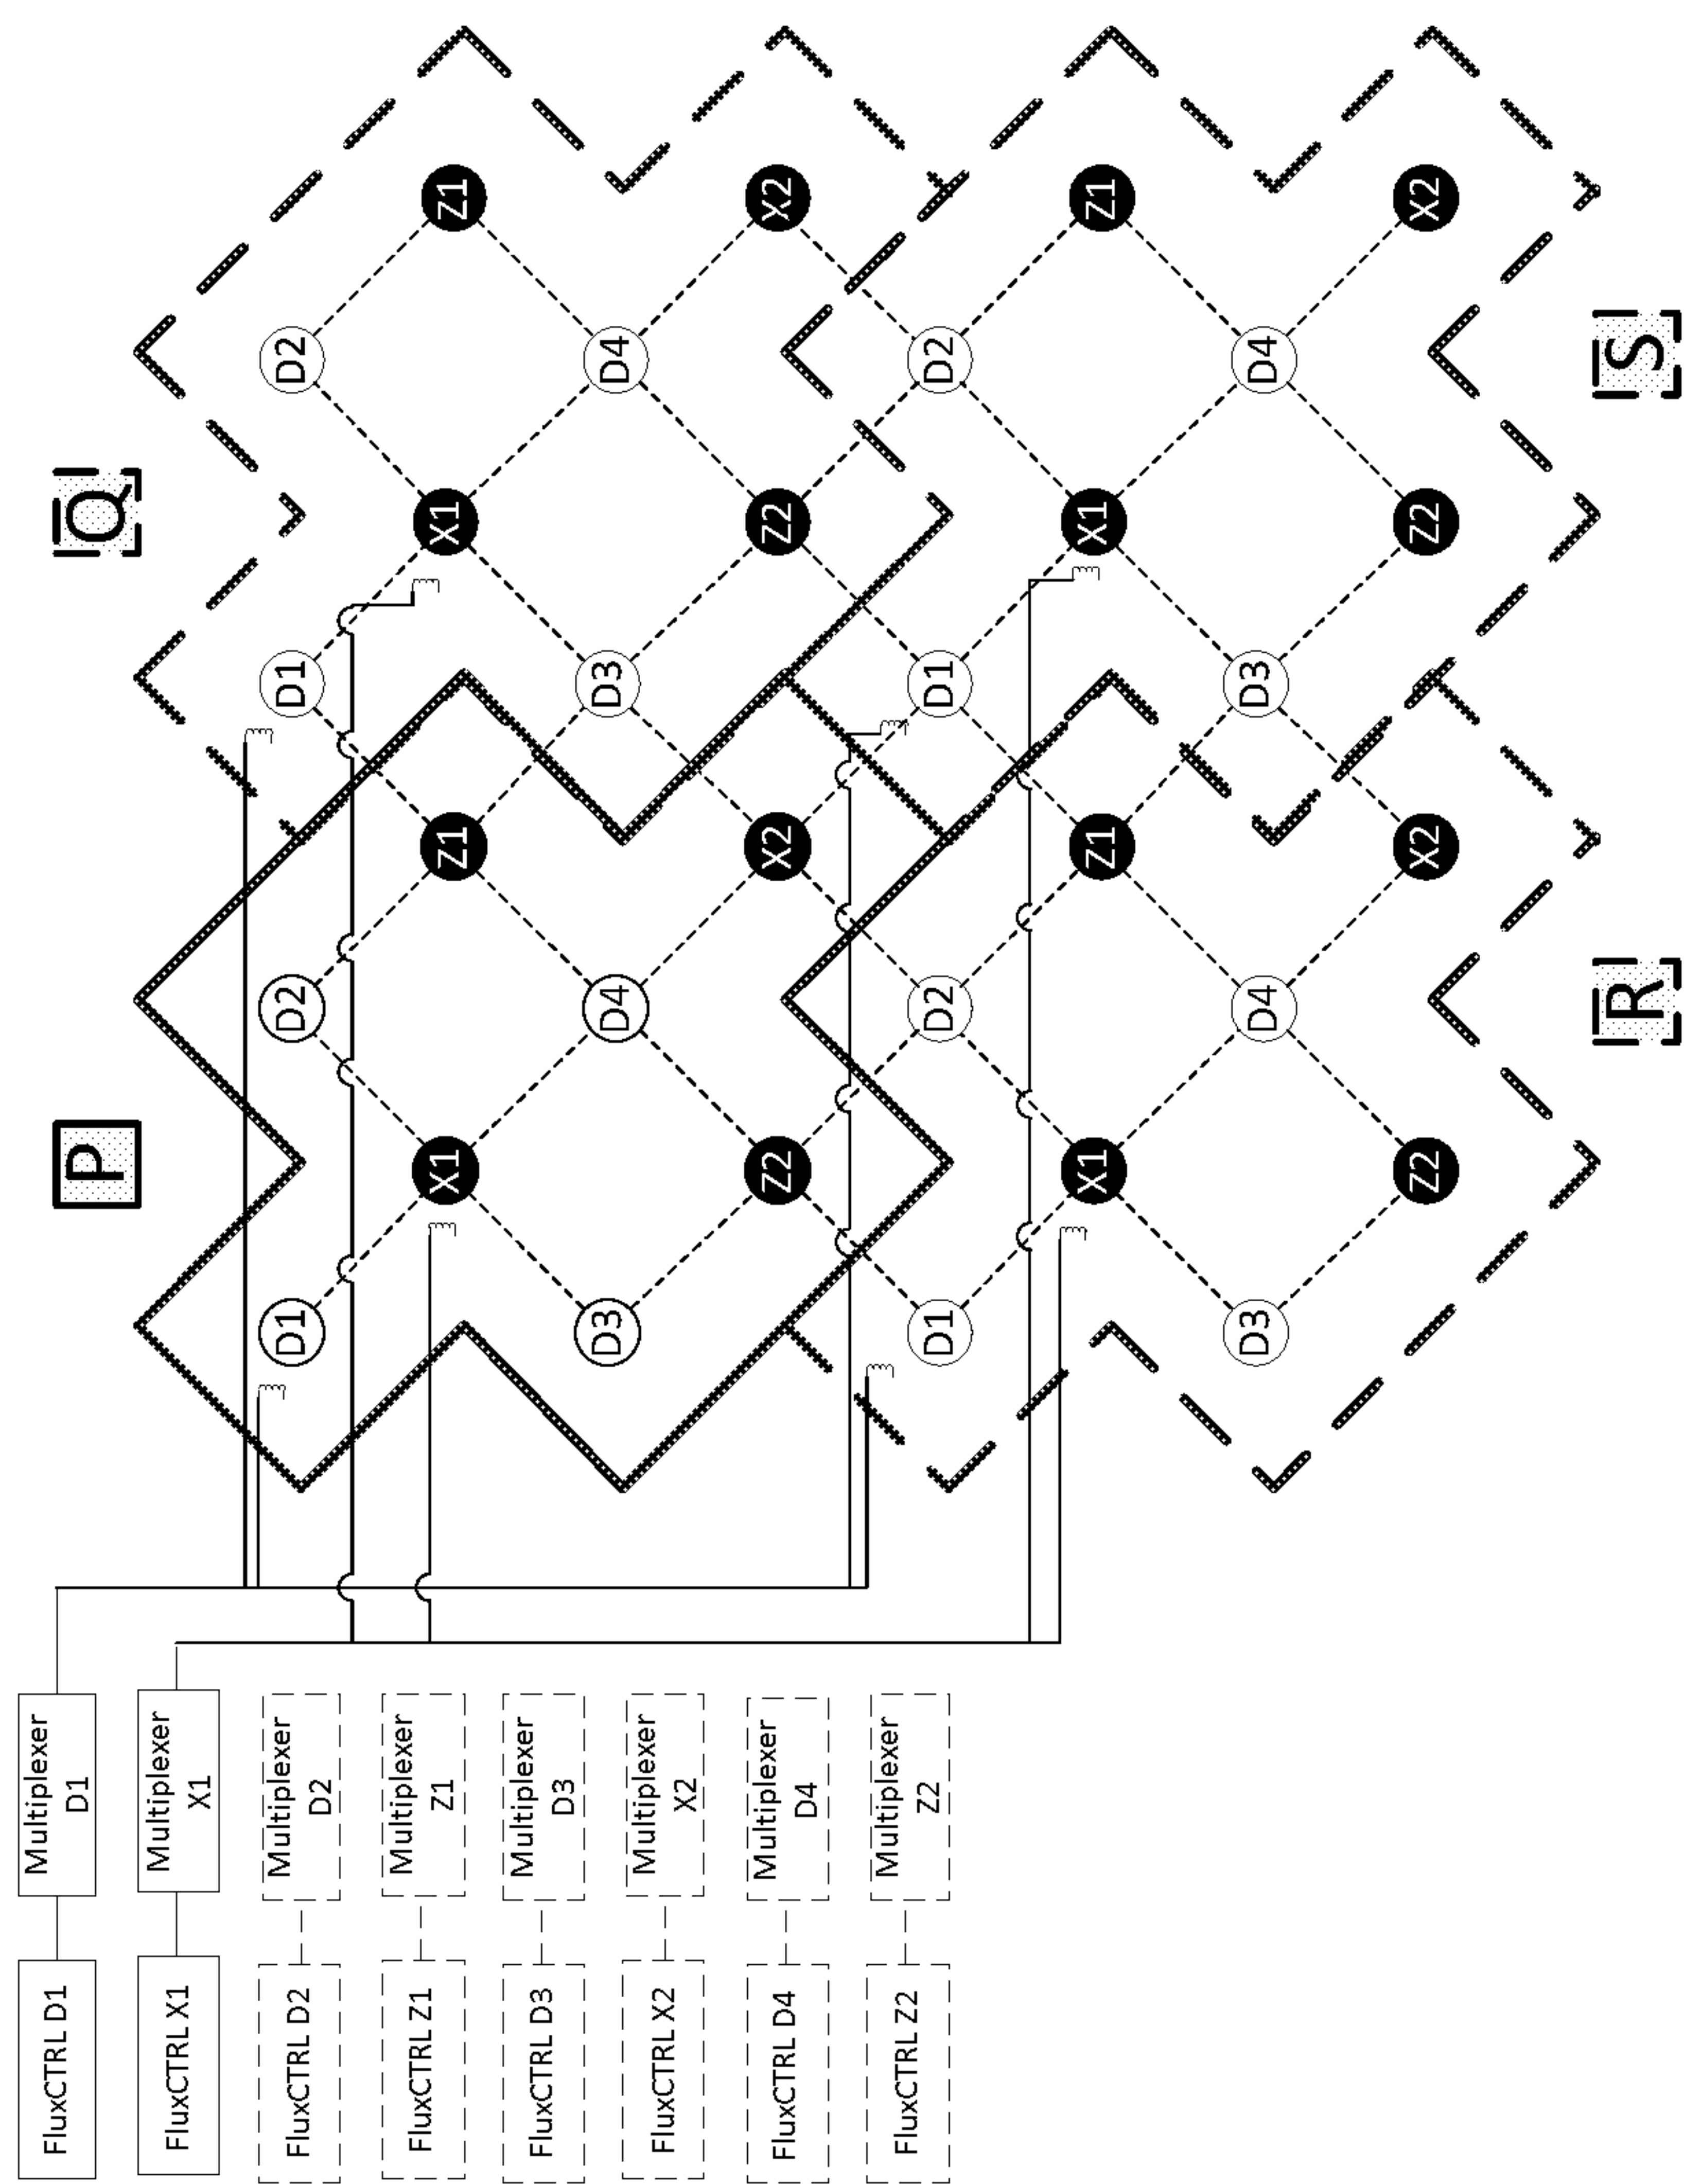 FluxCTRL D1
Multiplexer
D1
FluxCTRL X1
Multiplexer
X1
FluxCTRL D2
Multiplexer
D2
FluxCTRL Z1
Multiplexer
Z1
FluxCTRL D3
Multiplexer
D3
FluxCTRL X2
Multiplexer
X2
FluxCTRL D4
Multiplexer
D4
FluxCTRL Z2
Multiplexer
Z2
P Q
D1 D2 D1 D2
X1 Z1 X1 Z1
D3 D4 D3 D4
Z2 X2 Z2 X2
D1 D2 D1 D2
X1 Z1 X1 Z1
D3 D4 D3 D4
Z2 X2 Z2 X2
R S